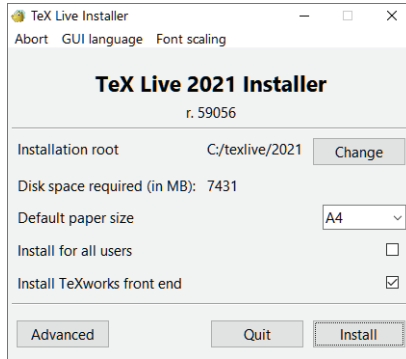 TeX Live Installer
Abort GUI language Font scaling
TeX Live 2021 Installer
r. 59056
Installation root C:/texlive/2021 Change
Disk space required (in MB): 7431
Default paper size A4
Install for all users
Install TeXworks front end
Advanced Quit Install